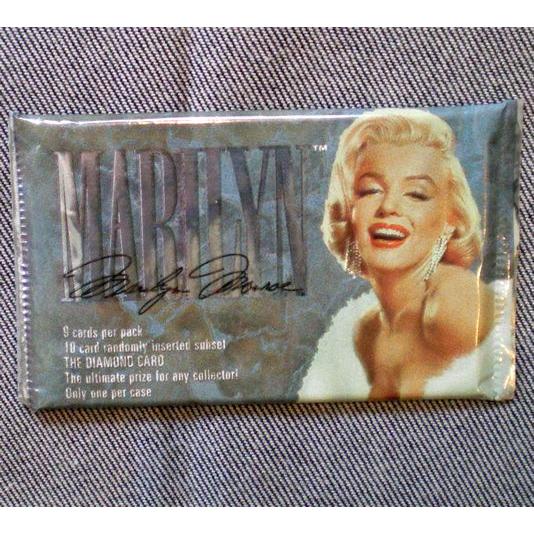 MARILYN™
Marilyn Monroe
9 cards per pack
10 card randomly inserted subset
THE DIAMOND CARD
The ultimate prize for any collector!
Only one per case